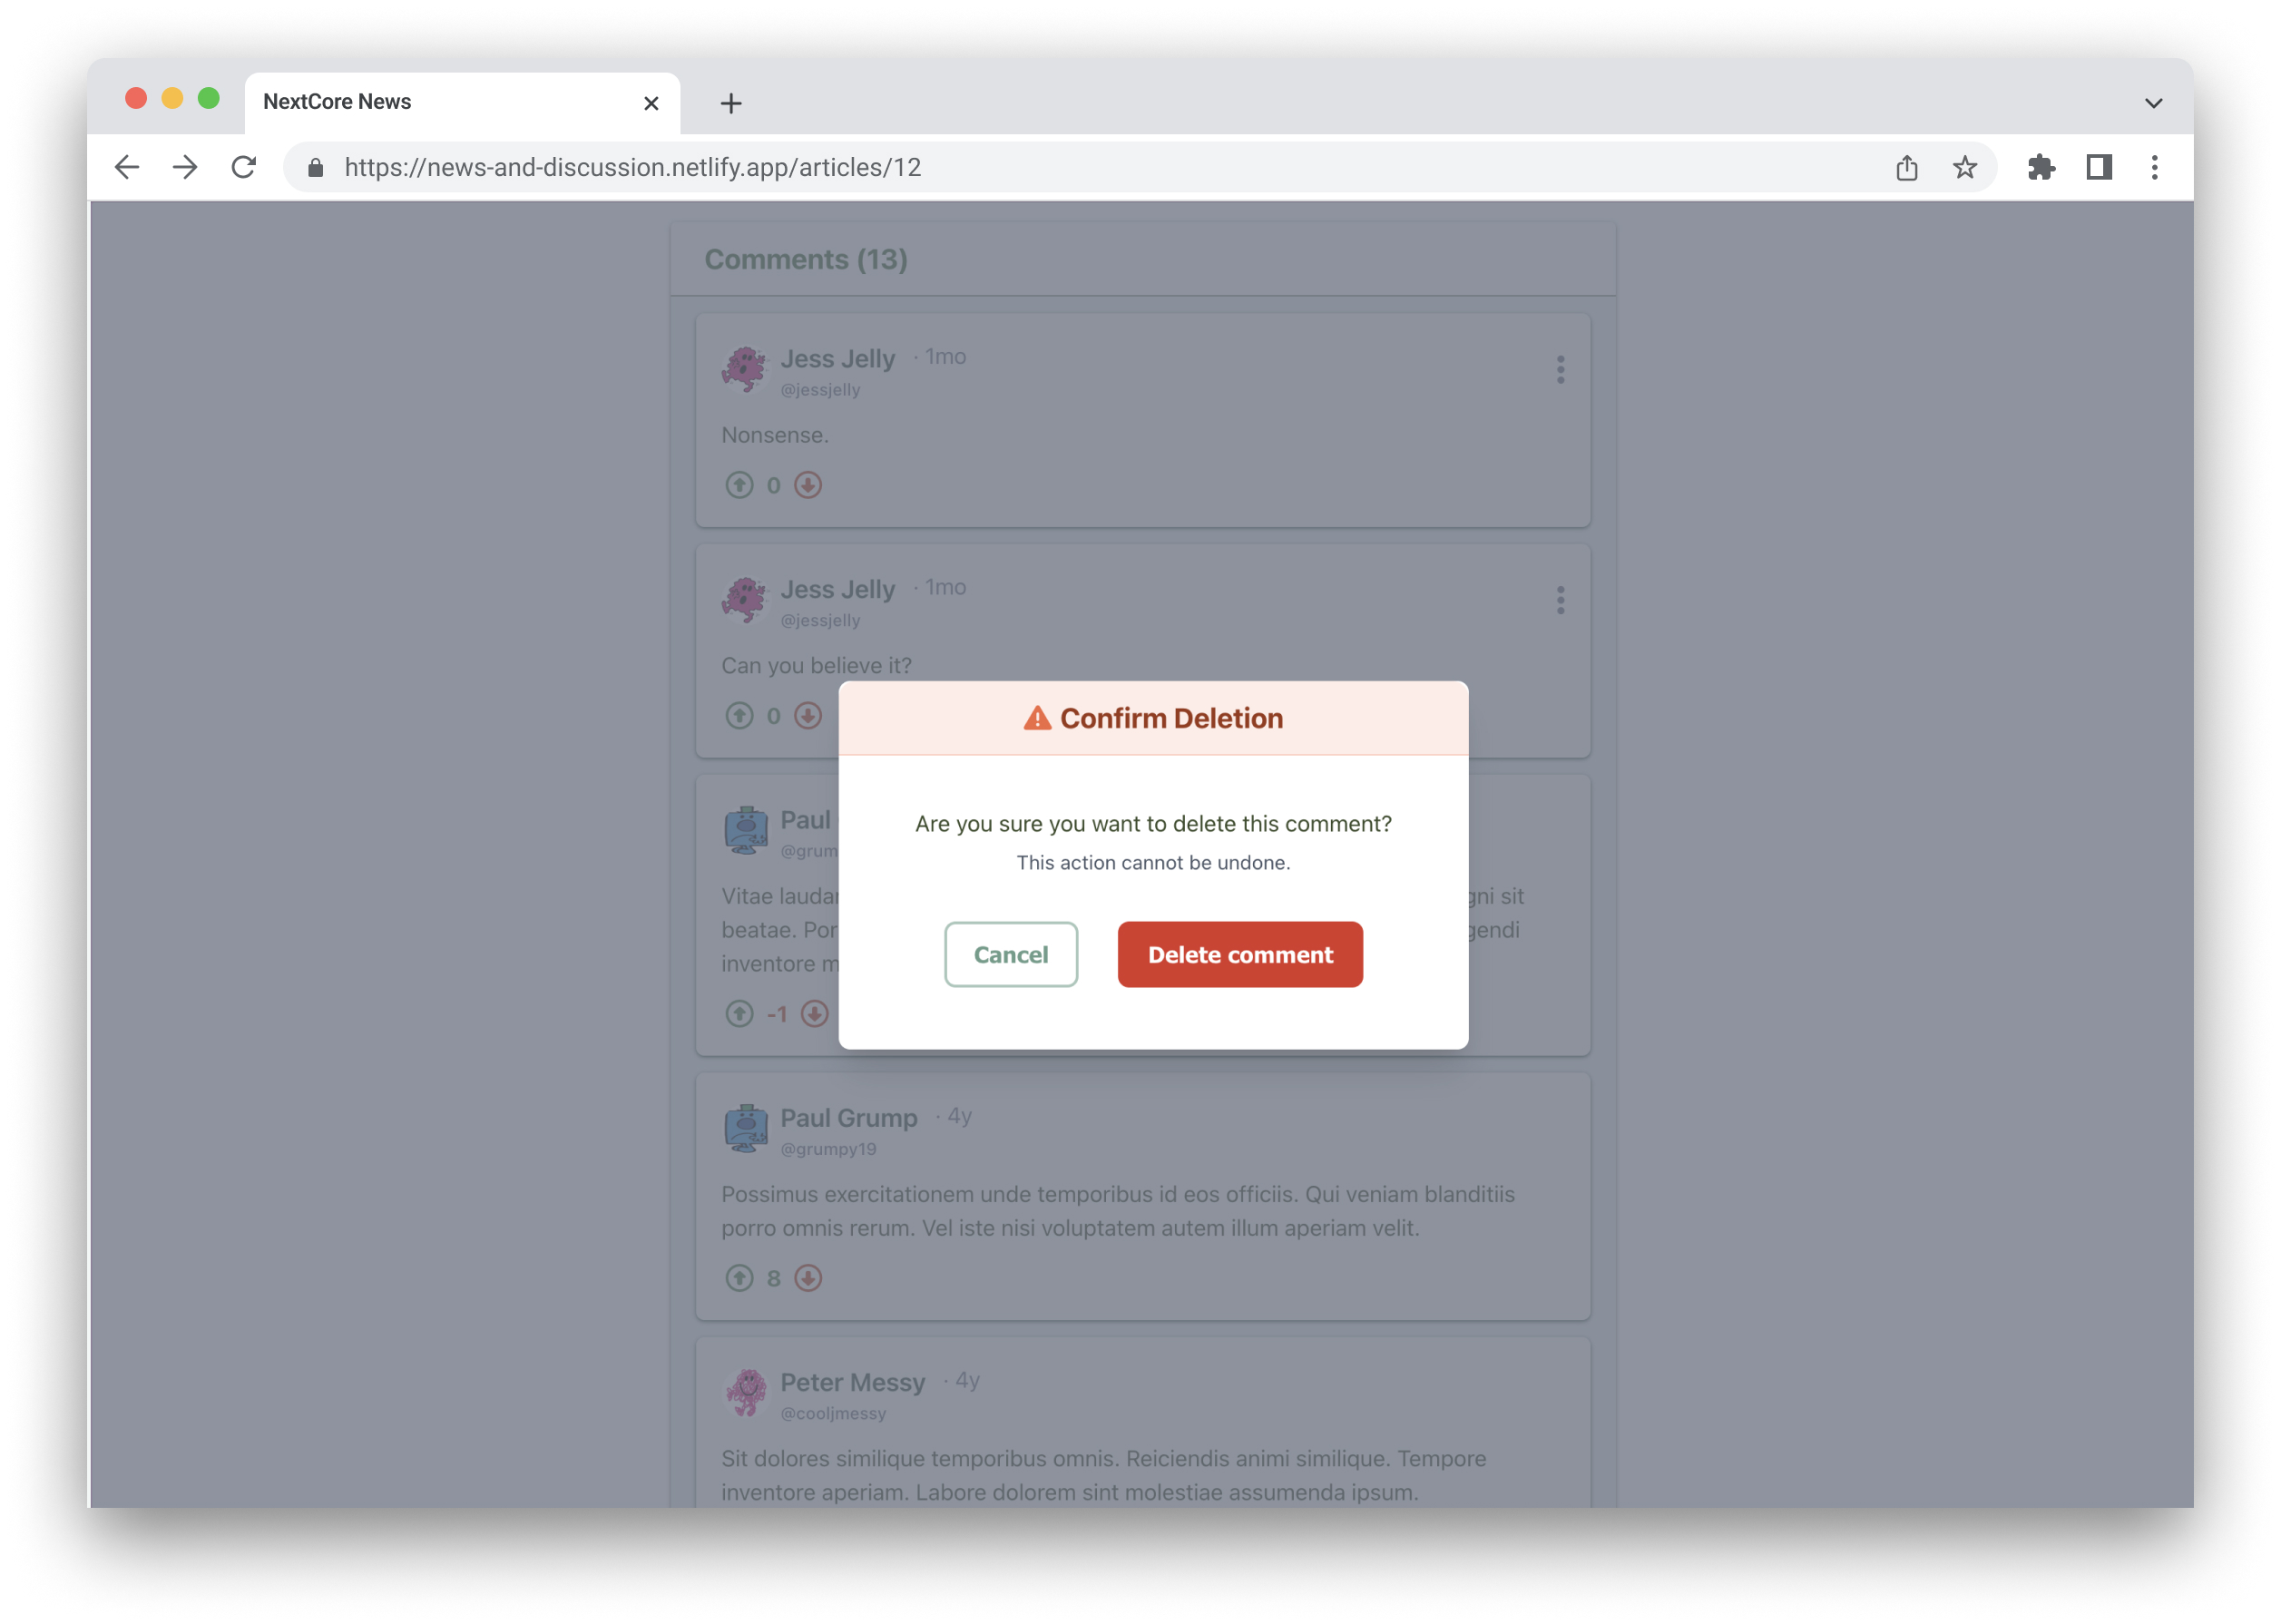 NextCore News
https://news-and-discussion.netlify.app/articles/12
Comments (13)
Jess Jelly · 1mo
@jessjelly
Nonsense.
0
Jess Jelly · 1mo
@jessjelly
Can you believe it?
0
Confirm Deletion
Are you sure you want to delete this comment?
This action cannot be undone.
Cancel
Delete comment
Paul
@grum
Vitae laudar gni sit
beatae. Por gendi
inventore m
-1
Paul Grump · 4y
@grumpy19
Possimus exercitationem unde temporibus id eos officiis. Qui veniam blanditiis
porro omnis rerum. Vel iste nisi voluptatem autem illum aperiam velit.
8
Peter Messy · 4y
@cooljmessy
Sit dolores similique temporibus omnis. Reiciendis animi similique. Tempore
inventore aperiam. Labore dolorem sint molestiae assumenda ipsum.